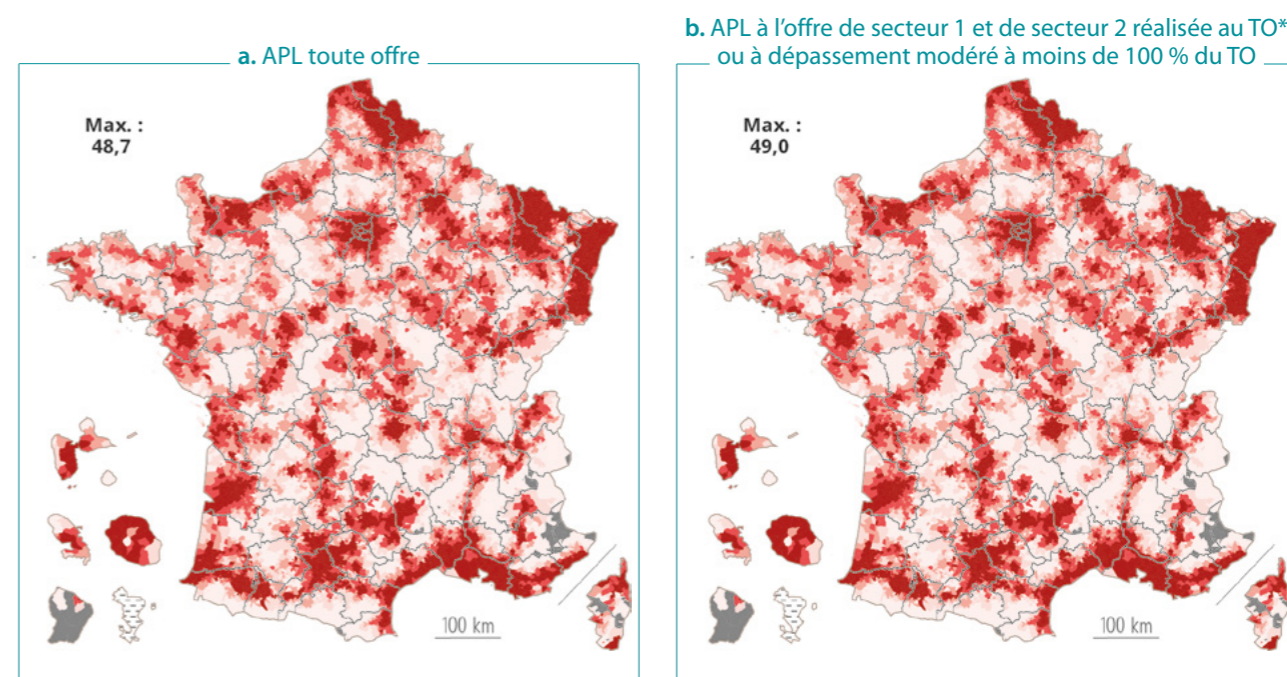 a. APL toute offre
Max. :
48,7
100 km
b. APL à l’offre de secteur 1 et de secteur 2 réalisée au TO*
ou à dépassement modéré à moins de 100 % du TO
Max. :
49,0
100 km